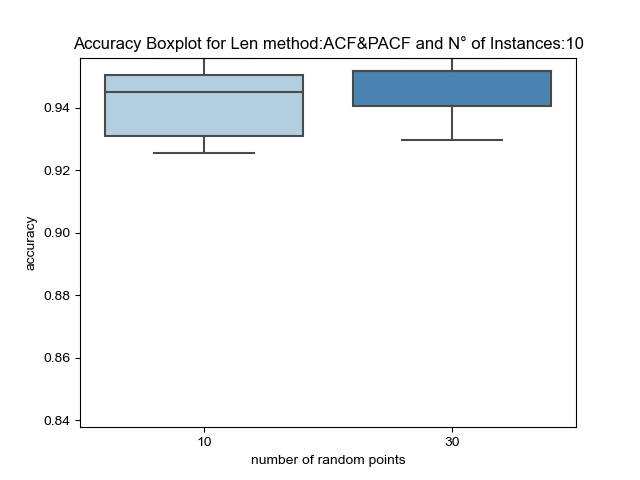 Accuracy Boxplot for Len method:ACF&PACF and N° of Instances:10
0.94
0.92
0.90
0.88
0.86
0.84
accuracy
10 30
number of random points